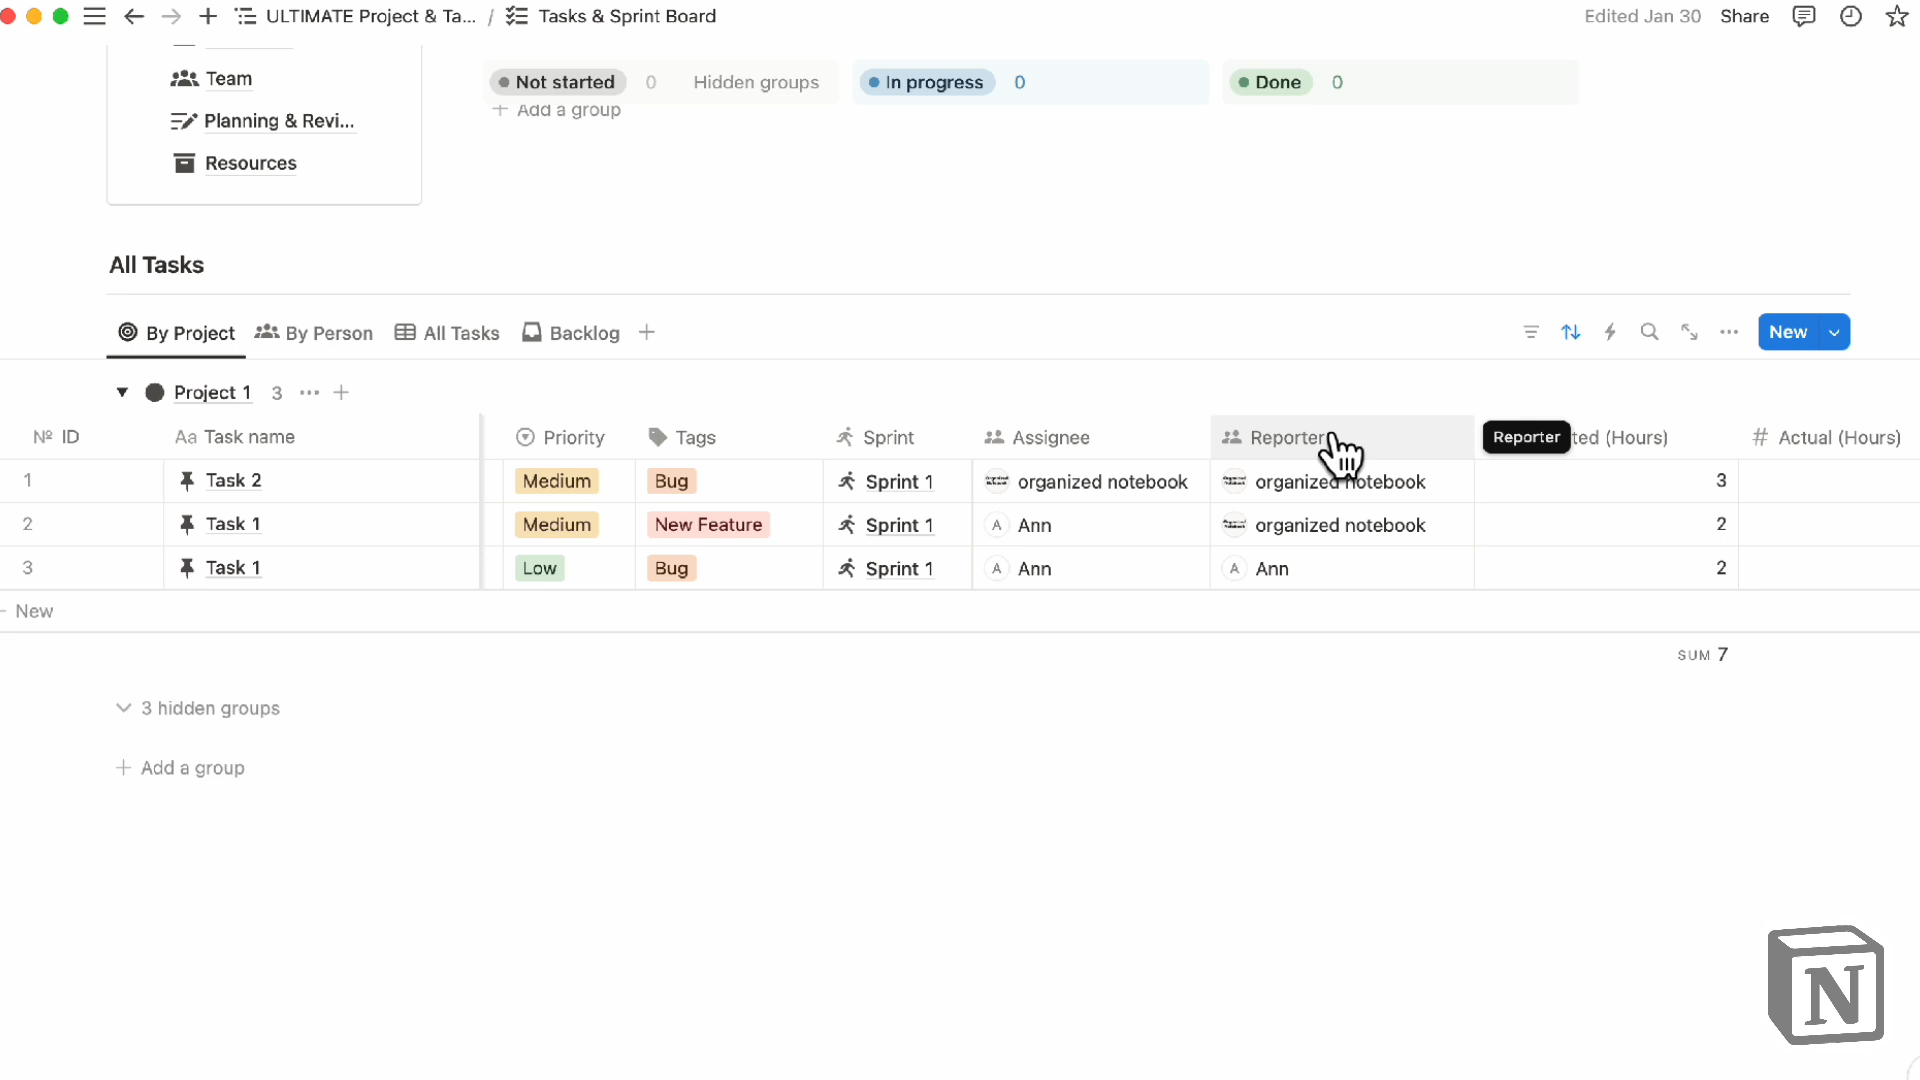 ULTIMATE Project & Ta... / Tasks & Sprint Board Edited Jan 30 Share
Team
Planning & Revi...
Resources
Not started 0 Hidden groups In progress 0 Done 0
Add a group
All Tasks
By Project By Person All Tasks Backlog New
Project 1 3
Nº ID Aa Task name Priority Tags Sprint Assignee Reporter Reporter ted (Hours) # Actual (Hours)
1 Task 2 Medium Bug Sprint 1 organized notebook organized notebook 3
2 Task 1 Medium New Feature Sprint 1 A Ann organized notebook 2
3 Task 1 Low Bug Sprint 1 A Ann A Ann 2
New
SUM 7
3 hidden groups
Add a group
N